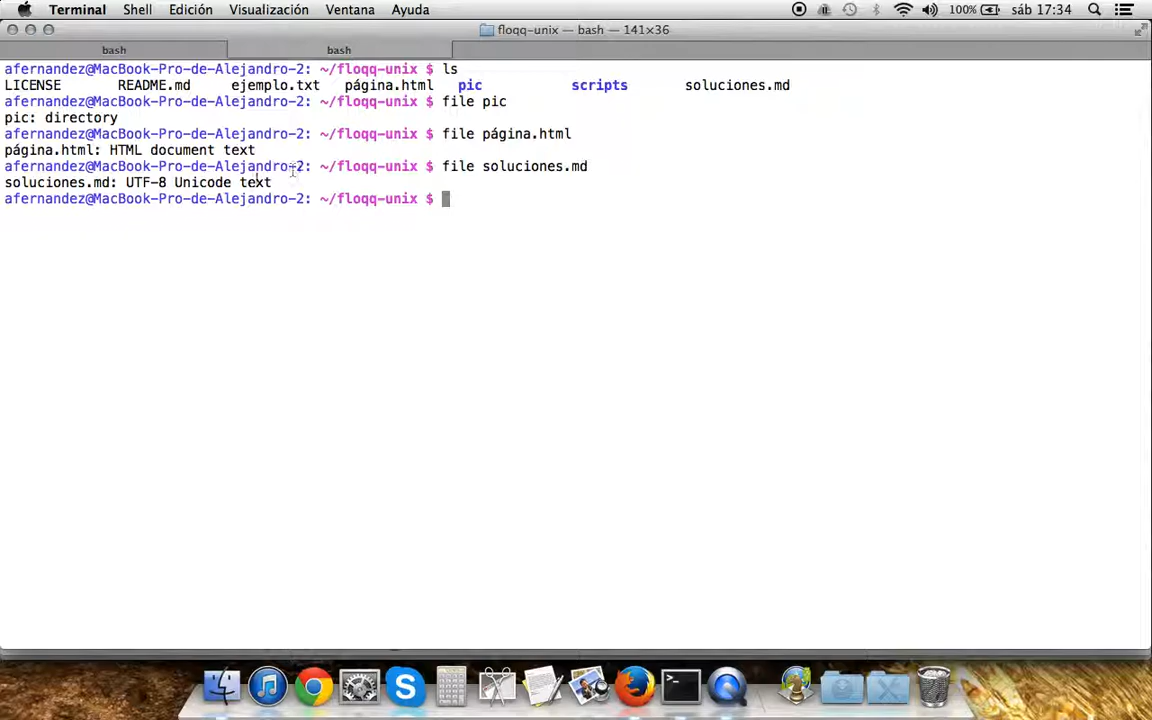 Terminal Shell Edición Visualización Ventana Ayuda 100% sáb 17:34
floqq-unix — bash — 141×36
bash bash
afernandez@MacBook-Pro-de-Alejandro-2: ~/floqq-unix $ ls
LICENSE README.md ejemplo.txt página.html pic scripts soluciones.md
afernandez@MacBook-Pro-de-Alejandro-2: ~/floqq-unix $ file pic
pic: directory
afernandez@MacBook-Pro-de-Alejandro-2: ~/floqq-unix $ file página.html
página.html: HTML document text
afernandez@MacBook-Pro-de-Alejandro-2: ~/floqq-unix $ file soluciones.md
soluciones.md: UTF-8 Unicode text
afernandez@MacBook-Pro-de-Alejandro-2: ~/floqq-unix $